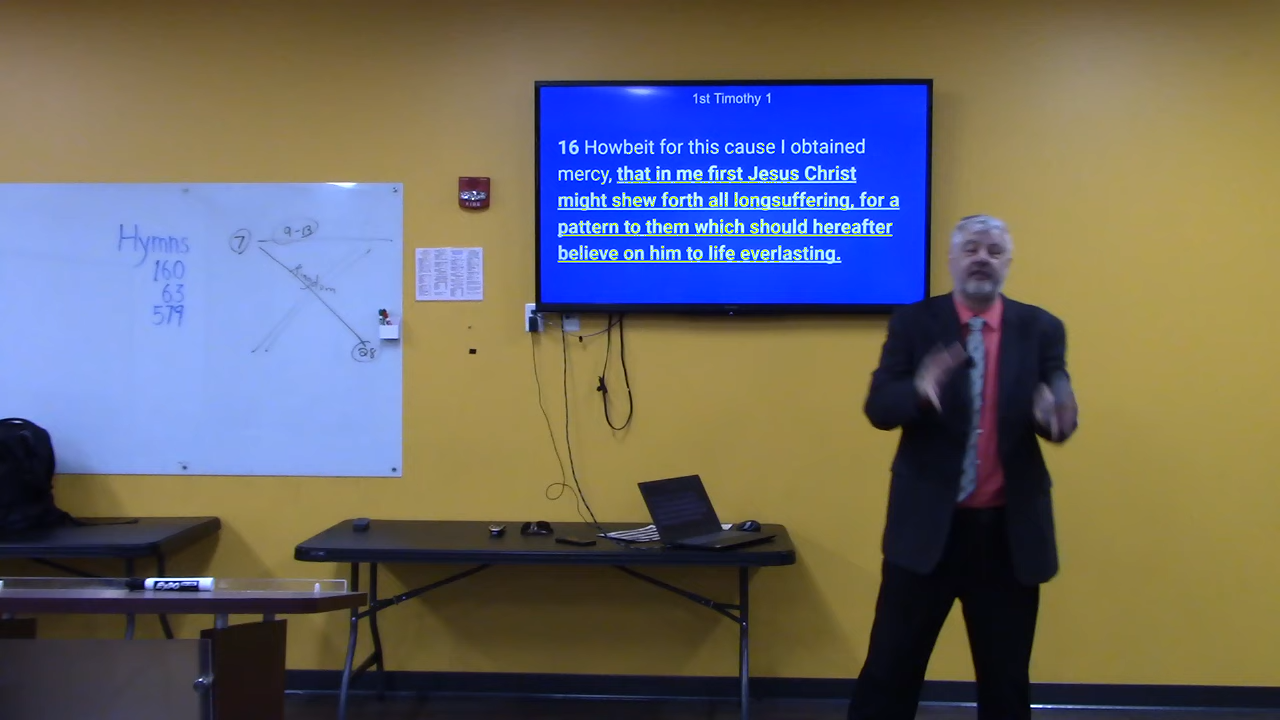 1st Timothy 1
16 Howbeit for this cause I obtained
mercy, that in me first Jesus Christ
might shew forth all longsuffering, for a
pattern to them which should hereafter
believe on him to life everlasting.
Hymns
160
63
579
7
9-13
Kingdom
28
FIRE
EXPO